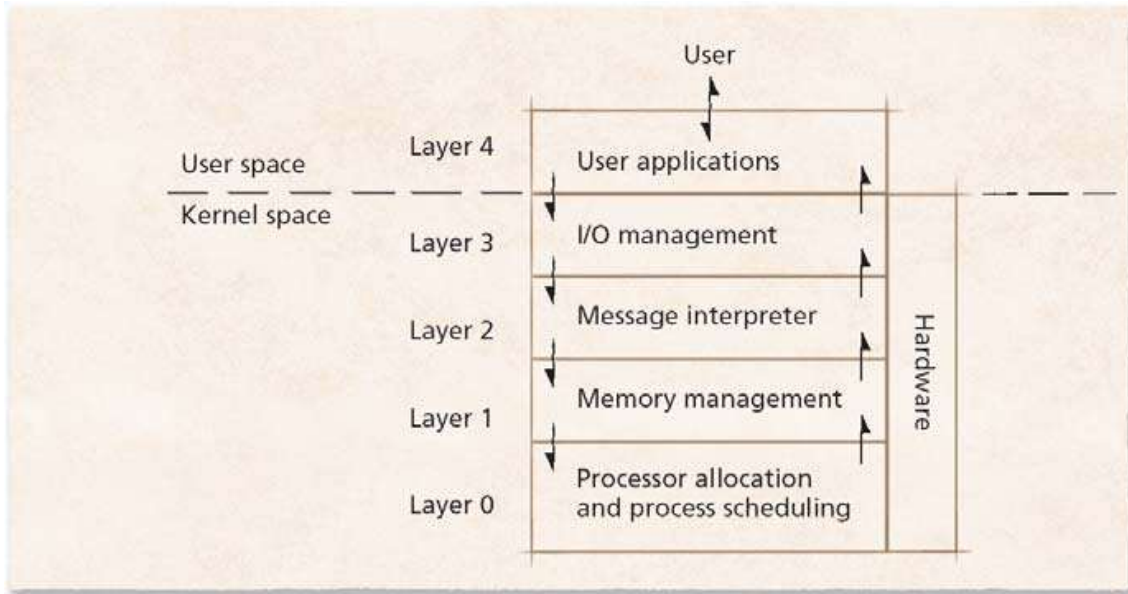 User
Layer 4
User space
User applications
Kernel space
Layer 3
I/O management
Layer 2
Message interpreter
Hardware
Layer 1
Memory management
Layer 0
Processor allocation
and process scheduling